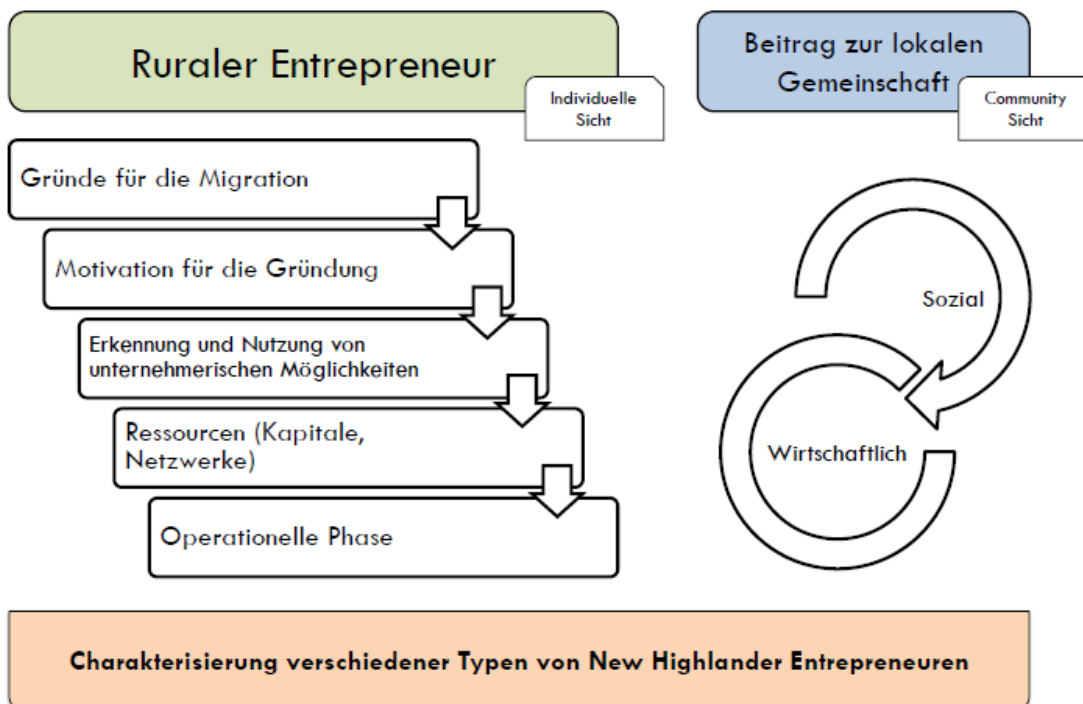 Ruraler Entrepreneur
Individuelle
Sicht
Beitrag zur lokalen
Gemeinschaft
Community
Sicht
Gründe für die Migration
Motivation für die Gründung
Erkennung und Nutzung von
unternehmerischen Möglichkeiten
Ressourcen (Kapitale,
Netzwerke)
Operationelle Phase
Sozial
Wirtschaftlich
Charakterisierung verschiedener Typen von New Highlander Entrepreneuren